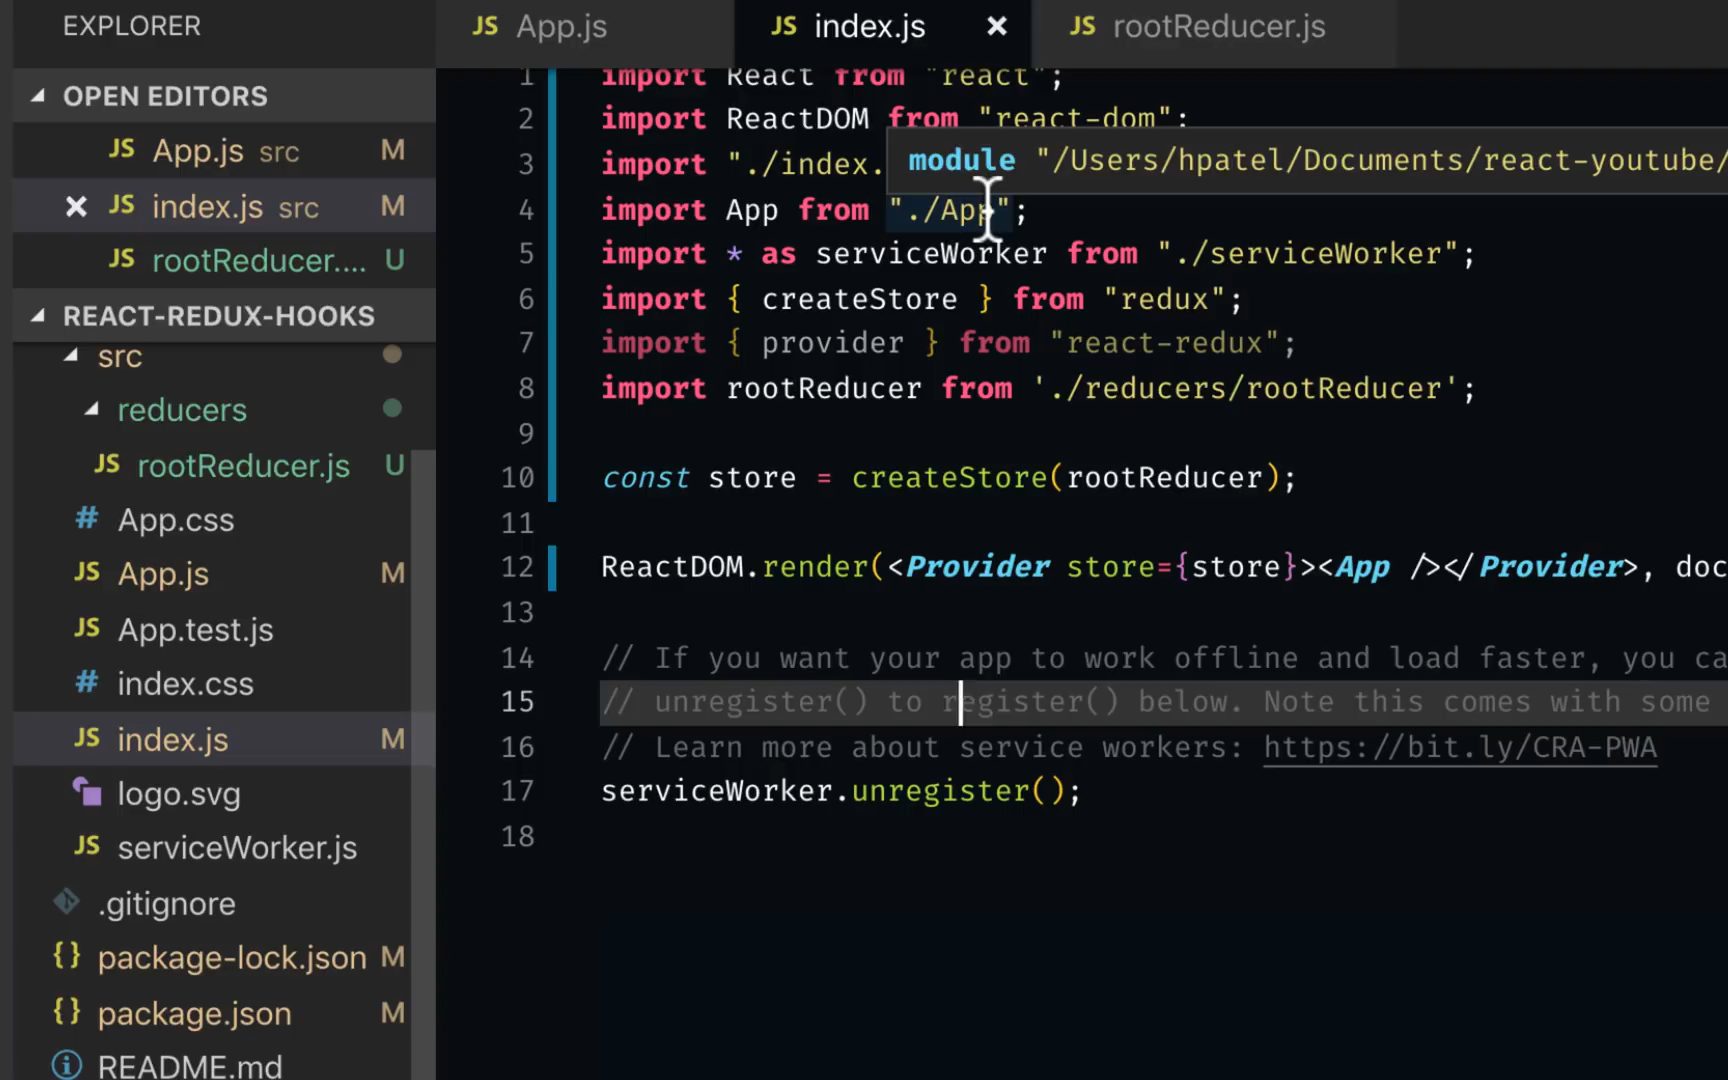 EXPLORER
OPEN EDITORS
JS App.js src M
JS index.js src M
JS rootReducer.... U
REACT-REDUX-HOOKS
src
reducers
JS rootReducer.js U
# App.css
JS App.js M
JS App.test.js
# index.css
JS index.js M
logo.svg
JS serviceWorker.js
.gitignore
{} package-lock.json M
{} package.json M
README.md
JS App.js
JS index.js
JS rootReducer.js
1 import React from "react";
2 import ReactDOM from "react-dom";
module "/Users/hpatel/Documents/react-youtube/
3 import "./index.
4 import App from "./App";
5 import * as serviceWorker from "./serviceWorker";
6 import { createStore } from "redux";
7 import { provider } from "react-redux";
8 import rootReducer from './reducers/rootReducer';
9
10 const store = createStore(rootReducer);
11
12 ReactDOM.render(<Provider store={store}><App /></Provider>, doc
13
14 // If you want your app to work offline and load faster, you ca
15 // unregister() to register() below. Note this comes with some
16 // Learn more about service workers: https://bit.ly/CRA-PWA
17 serviceWorker.unregister();
18